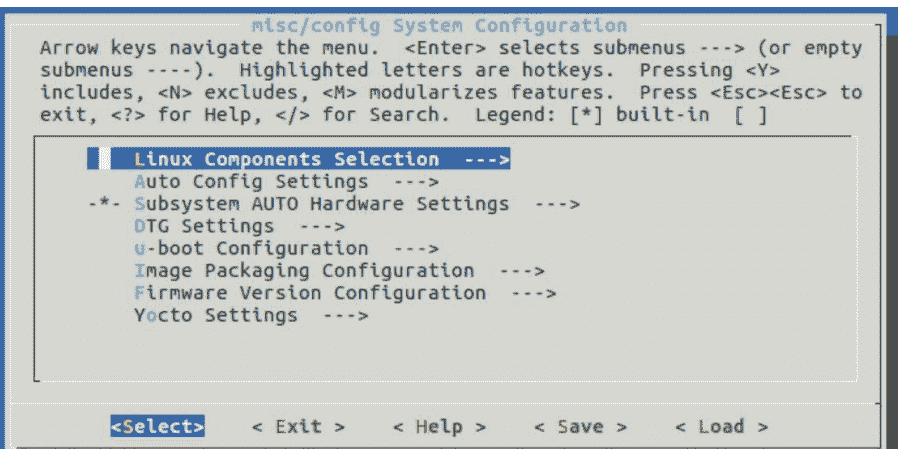 misc/config System Configuration
Arrow keys navigate the menu.  <Enter> selects submenus ---> (or empty
submenus ----).  Highlighted letters are hotkeys.  Pressing <Y>
includes, <N> excludes, <M> modularizes features.  Press <Esc><Esc> to
exit, <?> for Help, </> for Search.  Legend: [*] built-in  [ ]
Linux Components Selection  --->
Auto Config Settings  --->
-*- Subsystem AUTO Hardware Settings  --->
DTG Settings  --->
u-boot Configuration  --->
Image Packaging Configuration  --->
Firmware Version Configuration  --->
Yocto Settings  --->
<Select>    < Exit >    < Help >    < Save >    < Load >